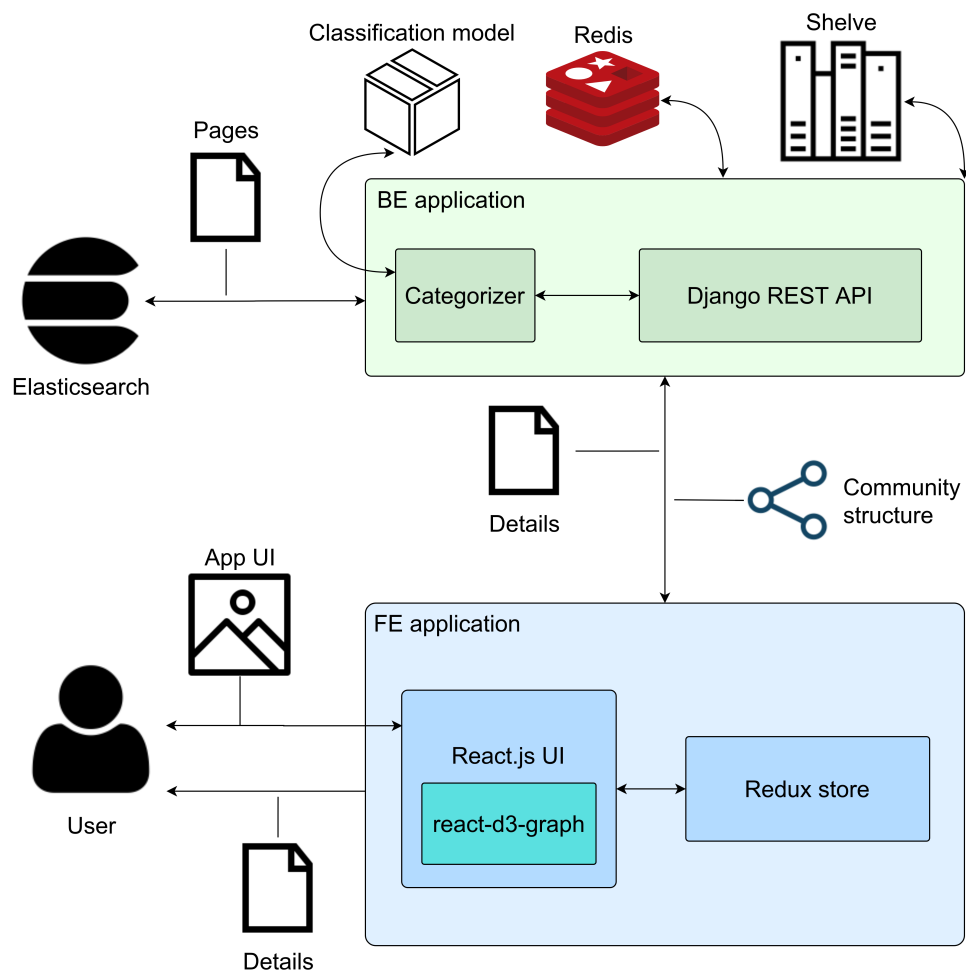 Shelve
Classification model
Redis
Pages
BE application
Categorizer
Django REST API
Elasticsearch
Details
Community
structure
App UI
FE application
React.js UI
react-d3-graph
Redux store
User
Details